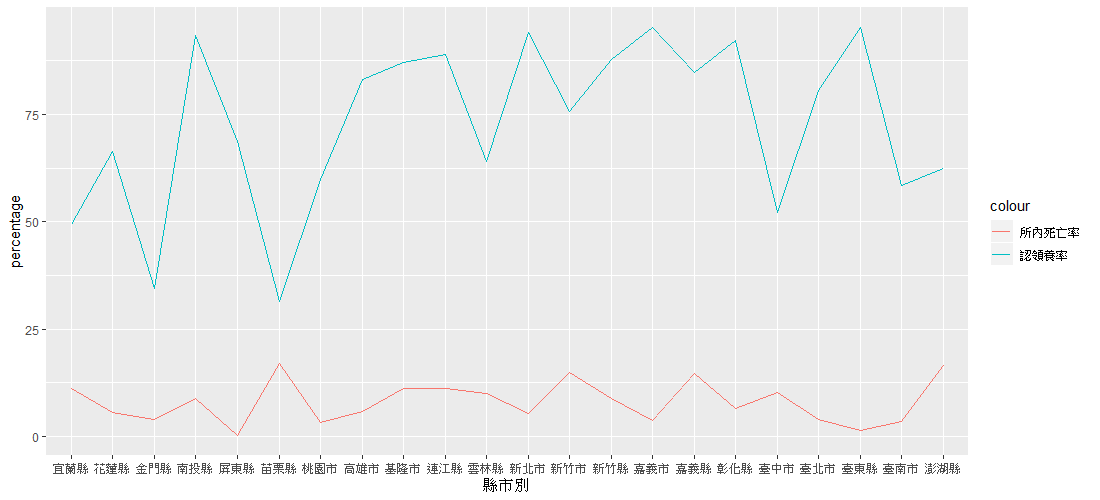 75
50
25
0
percentage
宜蘭縣 花蓮縣 金門縣 南投縣 屏東縣 苗栗縣 桃園市 高雄市 基隆市 連江縣 雲林縣 新北市 新竹市 新竹縣 嘉義市 嘉義縣 彰化縣 臺中市 臺北市 臺東縣 臺南市 澎湖縣
縣市別
colour
所內死亡率
認領養率